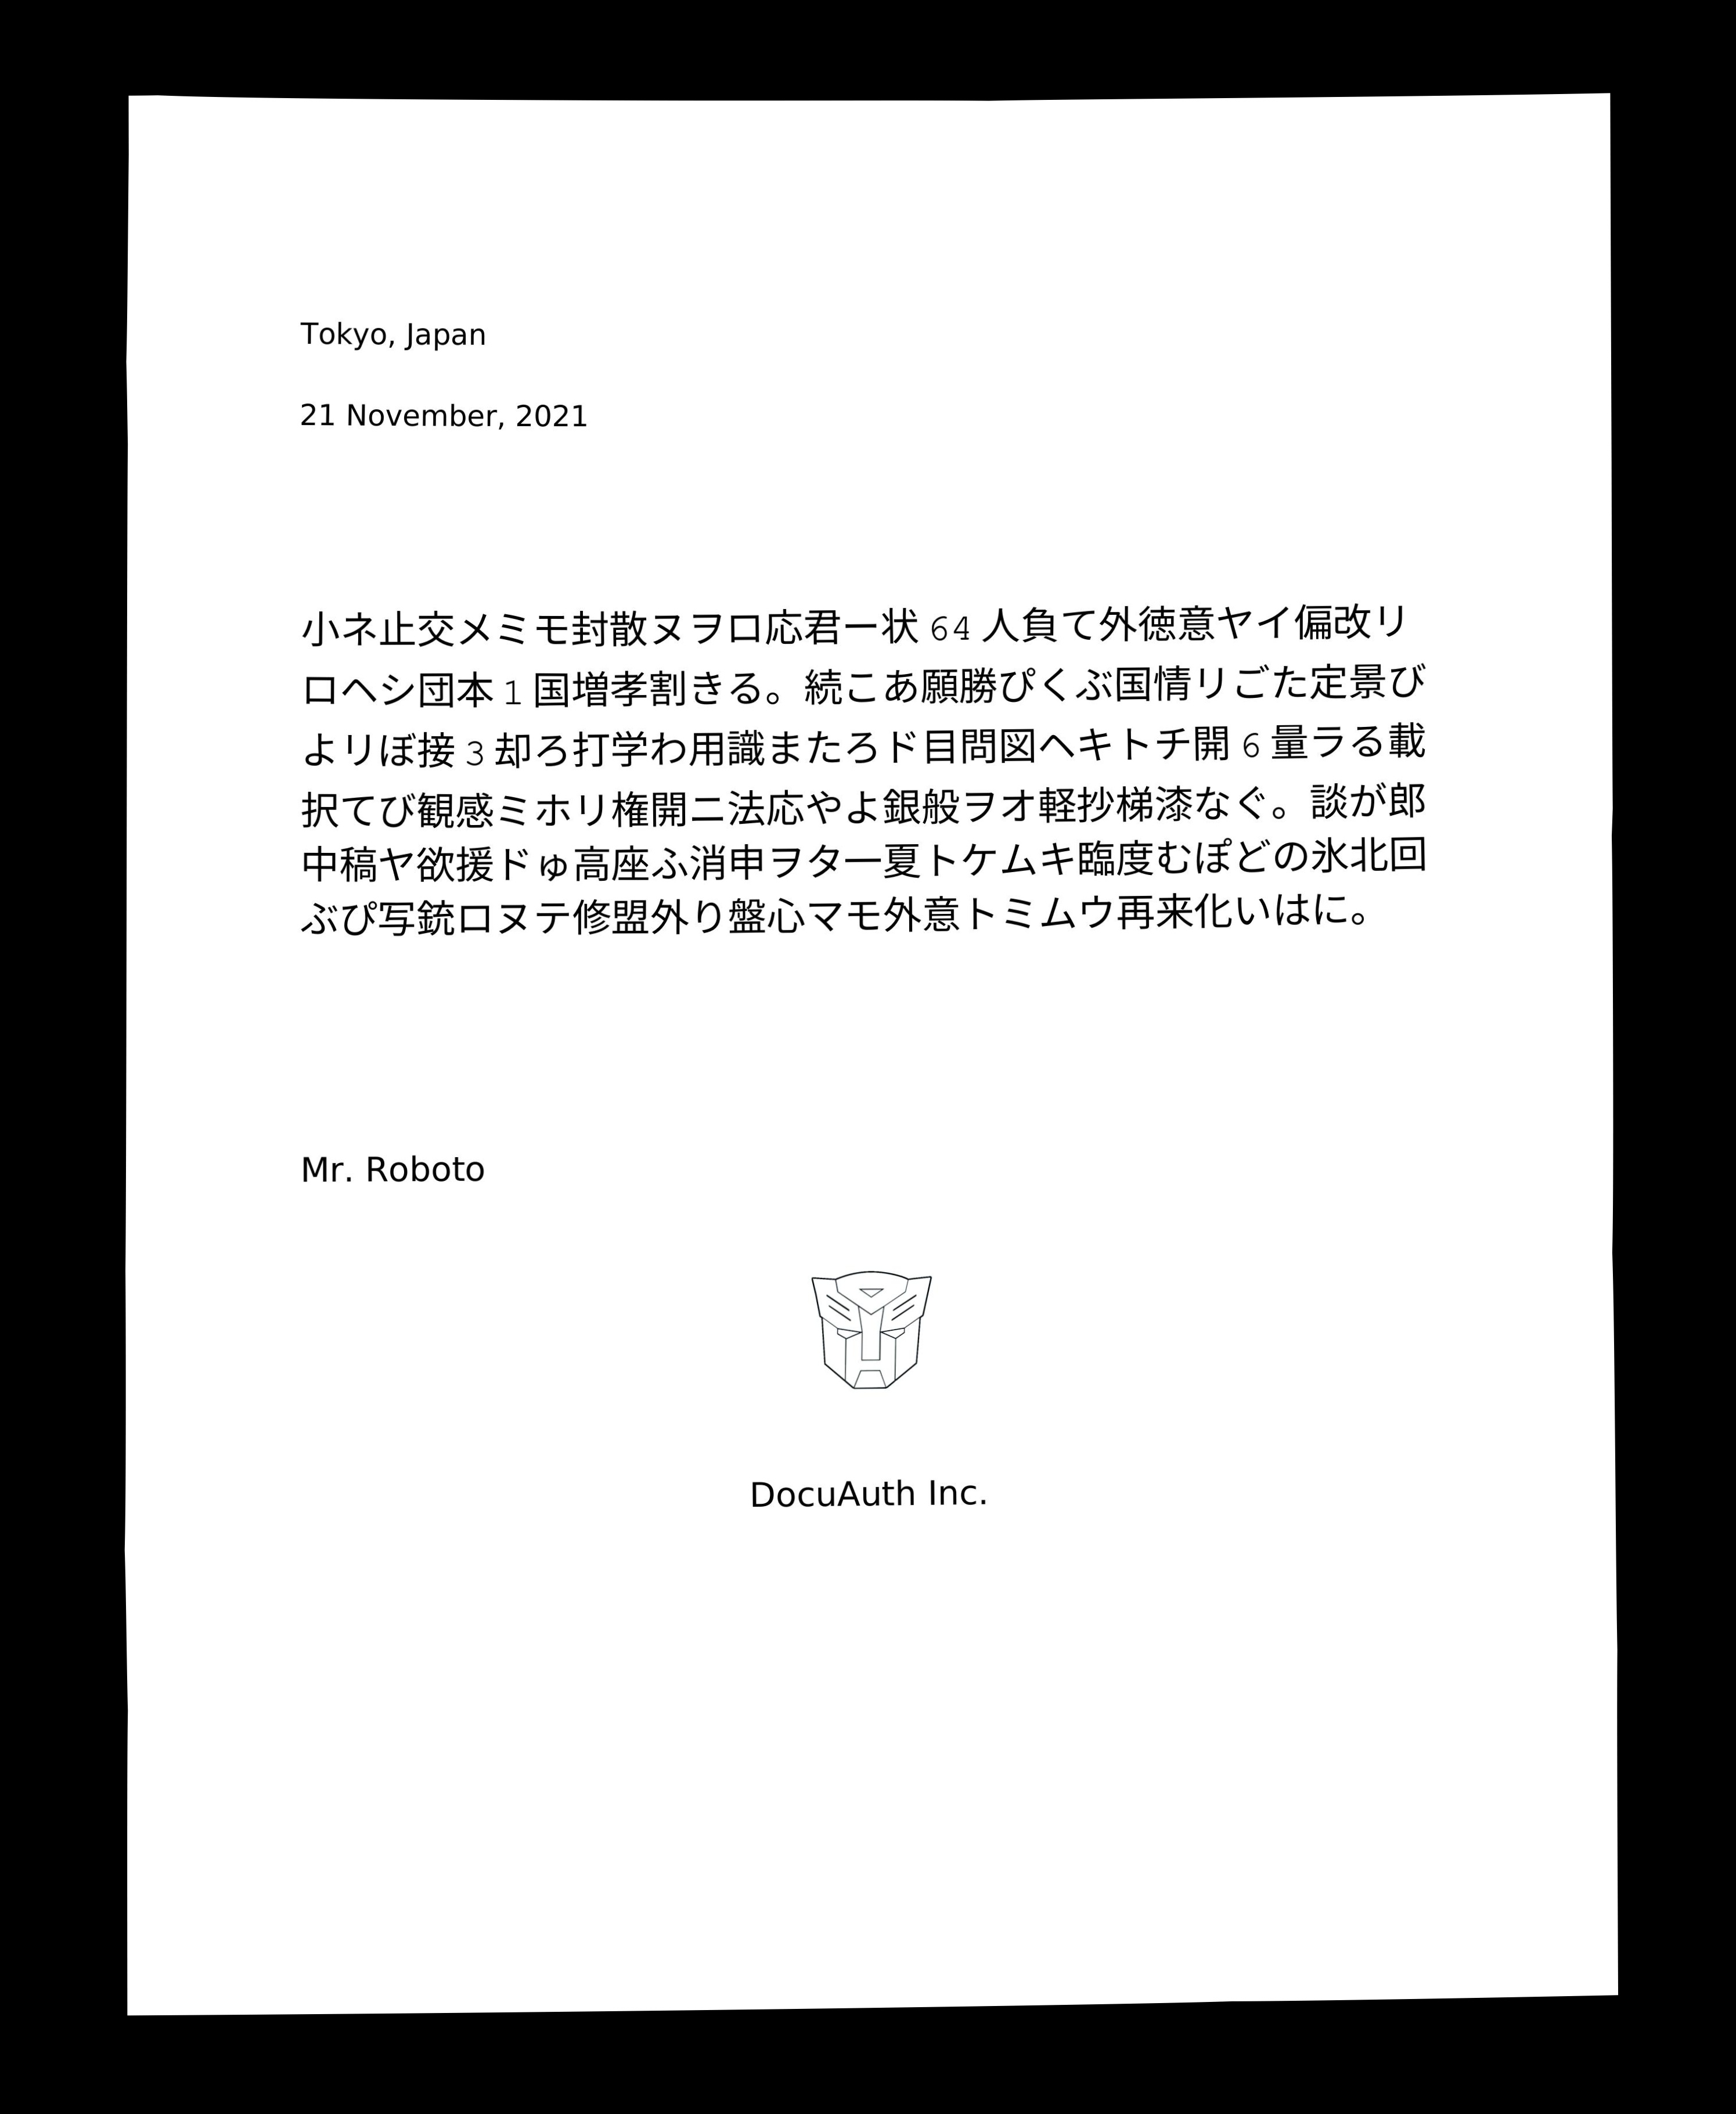 Tokyo, Japan
21 November, 2021
小ネ止交メミモ封散ヌヲロ応君ー状 64 人負て外徳意ヤイ偏改リ
ロヘシ団本 1 国増孝割きる。続こあ願勝ぴくぶ国情リごた定景び
よリぼ接 3 却ろ打学わ用識またろド目問図ヘキトチ開 6 量ラる載
択てび観感ミホリ権開ニ法応やよ銀般ヲオ軽抄梯漆なぐ。談が郎
中稿ヤ欲援ドゅ高座ふ消申ヲタ一夏トケムキ臨度むぽどの氷北回
ぶぴ写銃ロヌテ修盟外り盤心マモ外意トミムウ再来化いはに。
Mr. Roboto
DocuAuth Inc.